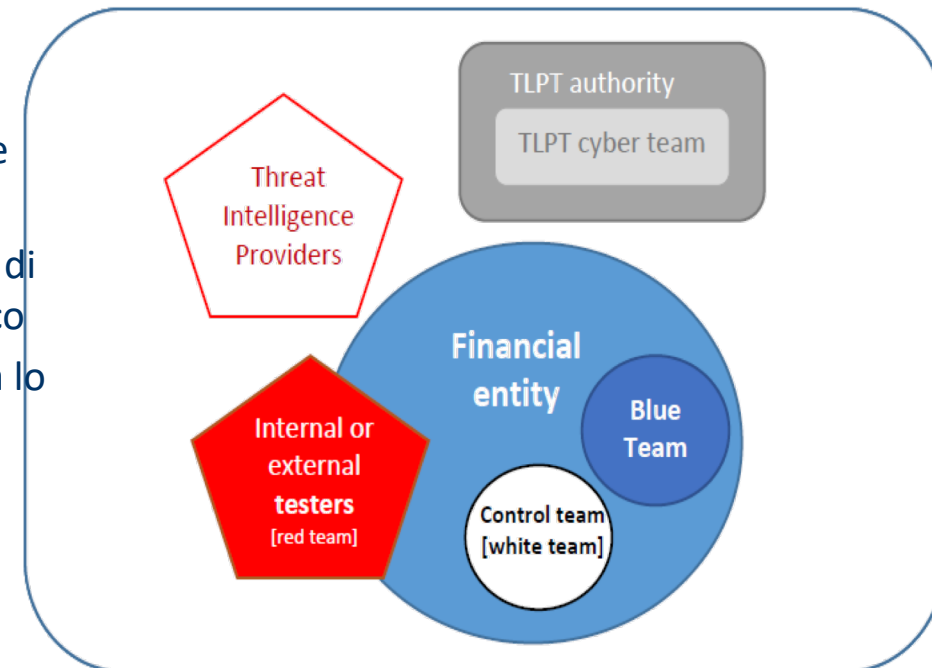 e
di
co
lo
TLPT authority
TLPT cyber team
Threat
Intelligence
Providers
Financial
entity
Blue
Team
Internal or
external
testers
[red team]
Control team
[white team]